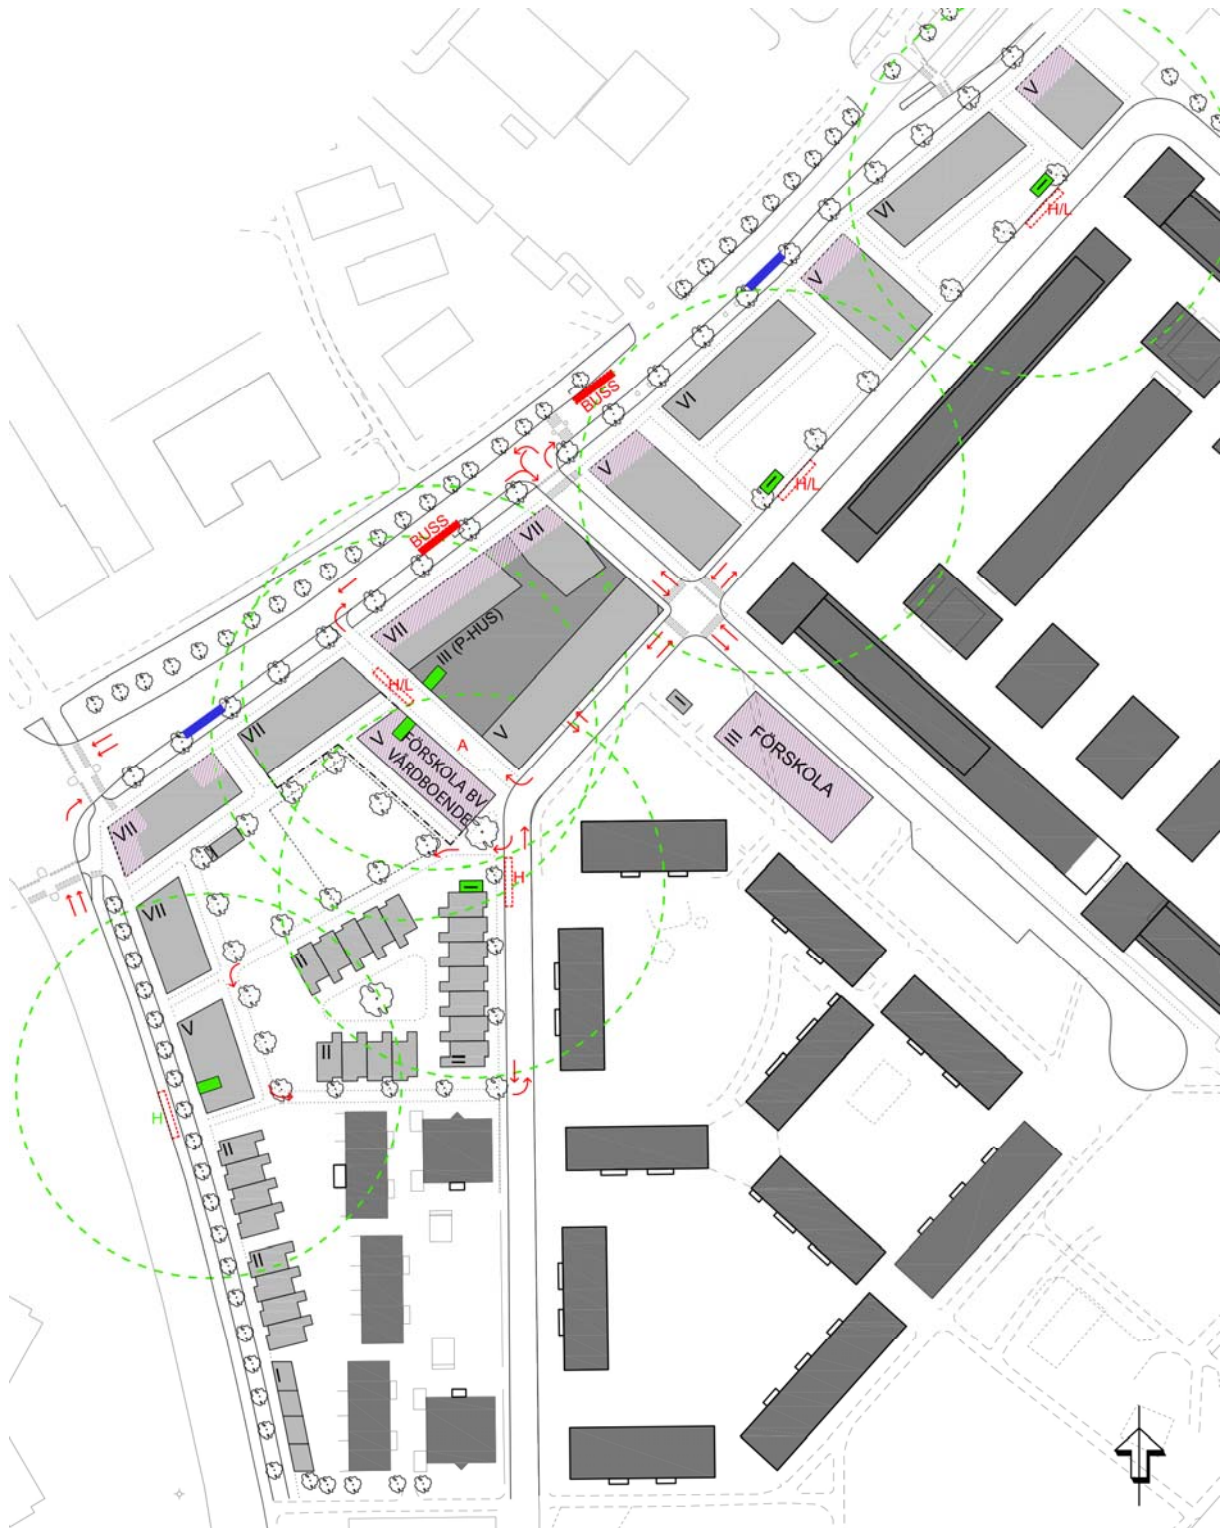 V
H/L
VI
V
BUSS
VI
V
H/L
BUSS
VII
VII
III (P-HUS)
H/L
VII
A
V
V
FÖRSKOLA BV
VÅRDBOENDE
III
FÖRSKOLA
I
VII
I
VII
H
I
II
V
II
II
H
II
II
I